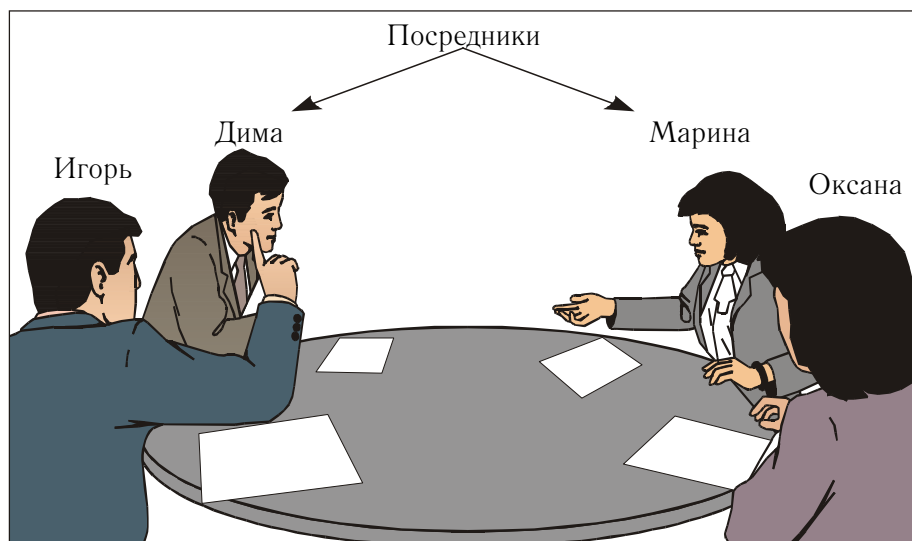 Посредники
Дима
Марина
Игорь
Оксана